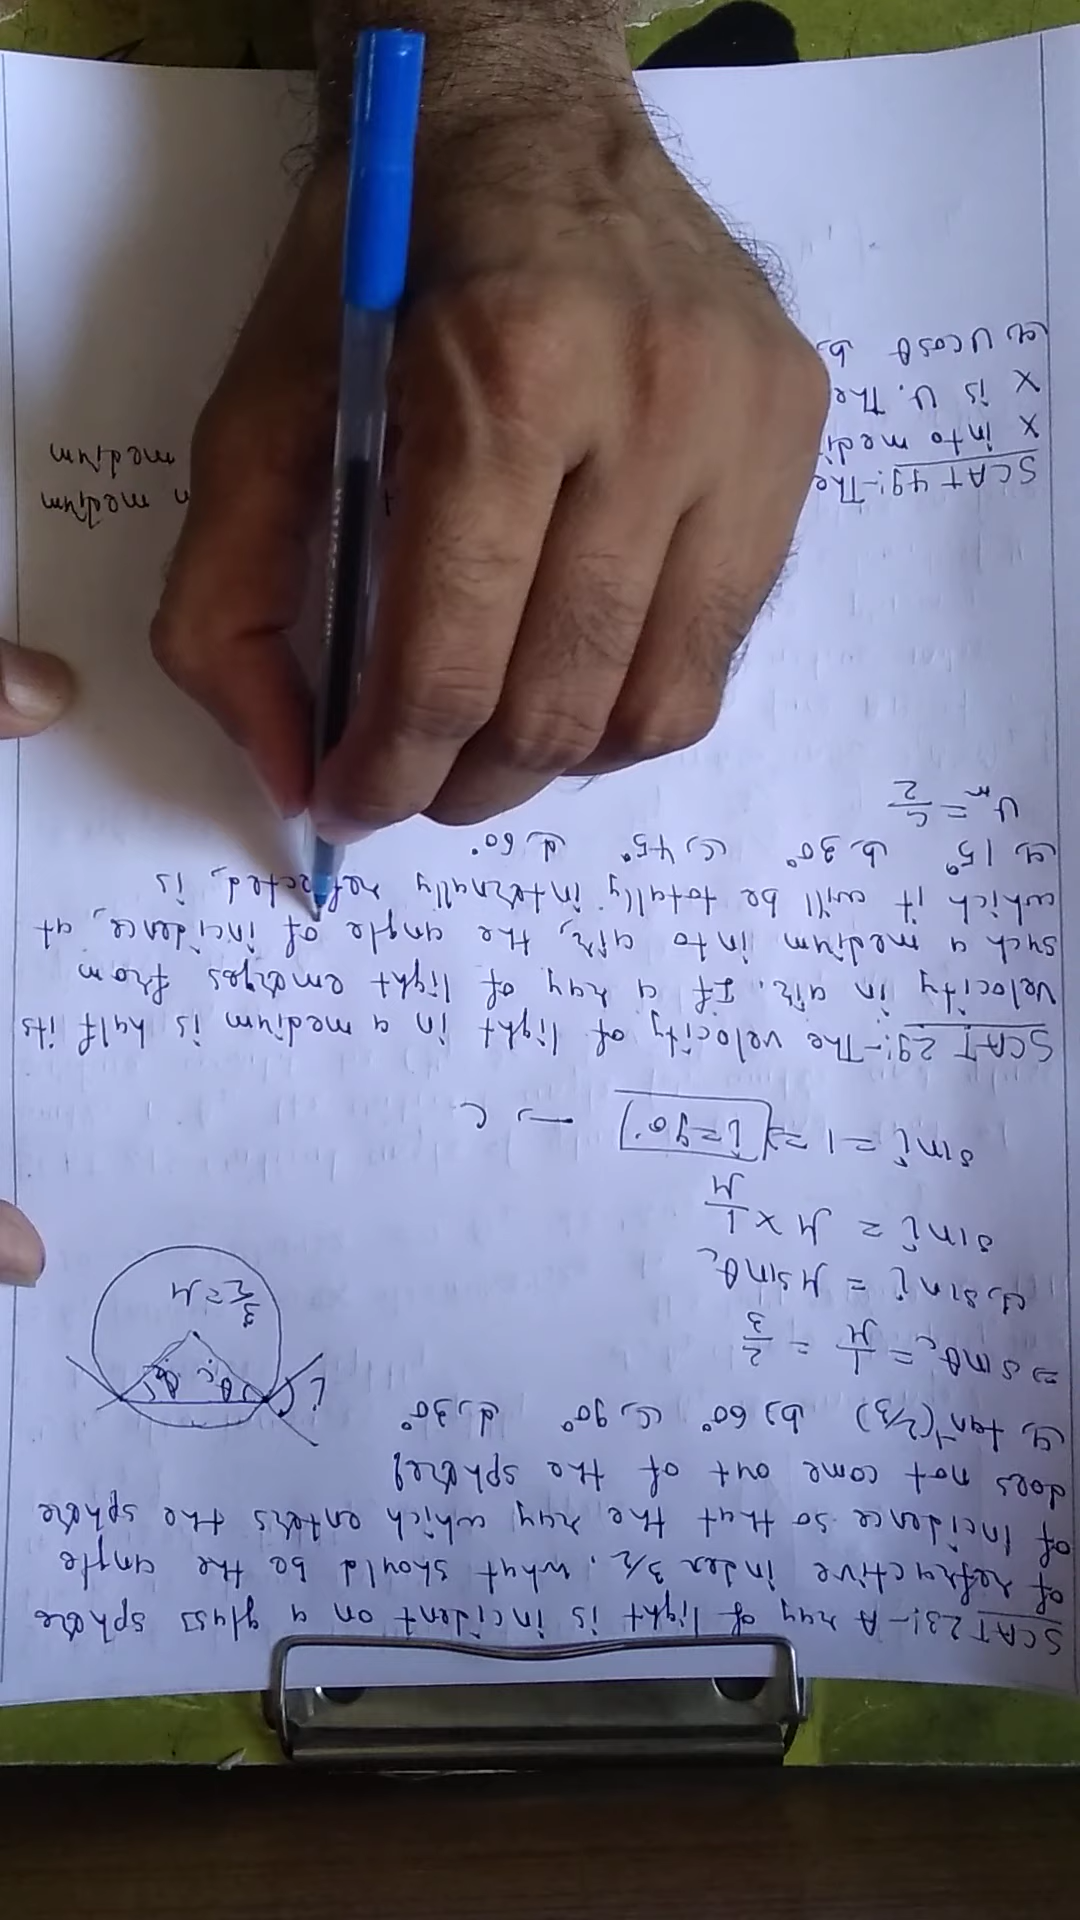 SCAT 23:- A ray of light is incident on a glass sphere
of refractive index 3/2. What should be the angle
of incidence so that the ray which enters the sphere
does not come out of the sphere?
a, tan⁻¹(2/3) b) 60° c, 90° d, 30°
⇒ sinθc = 1/μ = 2/3
sin i = μ sinθc
sin i = μ × 1/μ
sin i = 1 ⇒ i = 90° → c
3/2 = μ
θc θc
i
SCAT 29:- The velocity of light in a medium is half its
velocity in air. If a ray of light emerges from
such a medium into air, the angle of incidence, at
which it will be totally internally reflected, is
a, 15° b, 30° c, 45° d, 60°
vm = c/2
SCAT 49:- The medium
x into medi medium
x is v. The
a, v cosθ b,